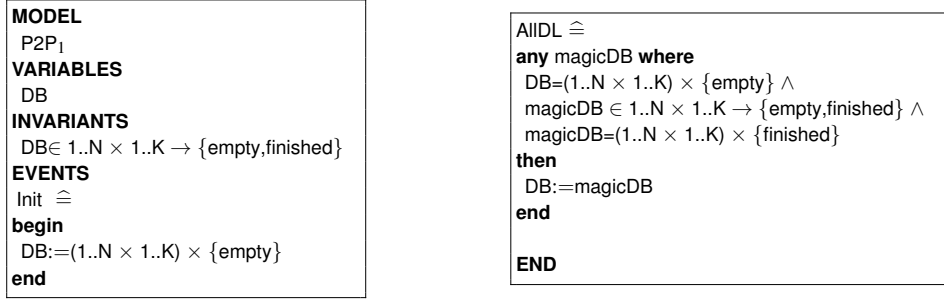 MODEL
P2P₁
VARIABLES
DB
INVARIANTS
DB∈ 1..N × 1..K → {empty,finished}
EVENTS
Init ≙
begin
DB:=(1..N × 1..K) × {empty}
end
AllDL ≙
any magicDB where
DB=(1..N × 1..K) × {empty} ∧
magicDB ∈ 1..N × 1..K → {empty,finished} ∧
magicDB=(1..N × 1..K) × {finished}
then
DB:=magicDB
end
END